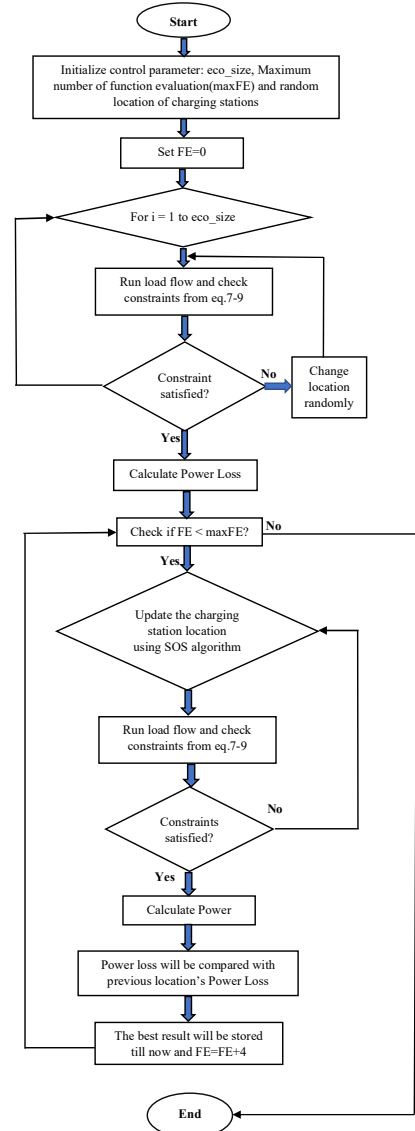 Start
Initialize control parameter: eco_size, Maximum
number of function evaluation(maxFE) and random
location of charging stations
Set FE=0
For i = 1 to eco_size
Run load flow and check
constraints from eq.7-9
Constraint
satisfied?
No
Change
location
randomly
Yes
Calculate Power Loss
Check if FE < maxFE?
No
Yes
Update the charging
station location
using SOS algorithm
Run load flow and check
constraints from eq.7-9
Constraints
satisfied?
No
Yes
Calculate Power
Power loss will be compared with
previous location's Power Loss
The best result will be stored
till now and FE=FE+4
End